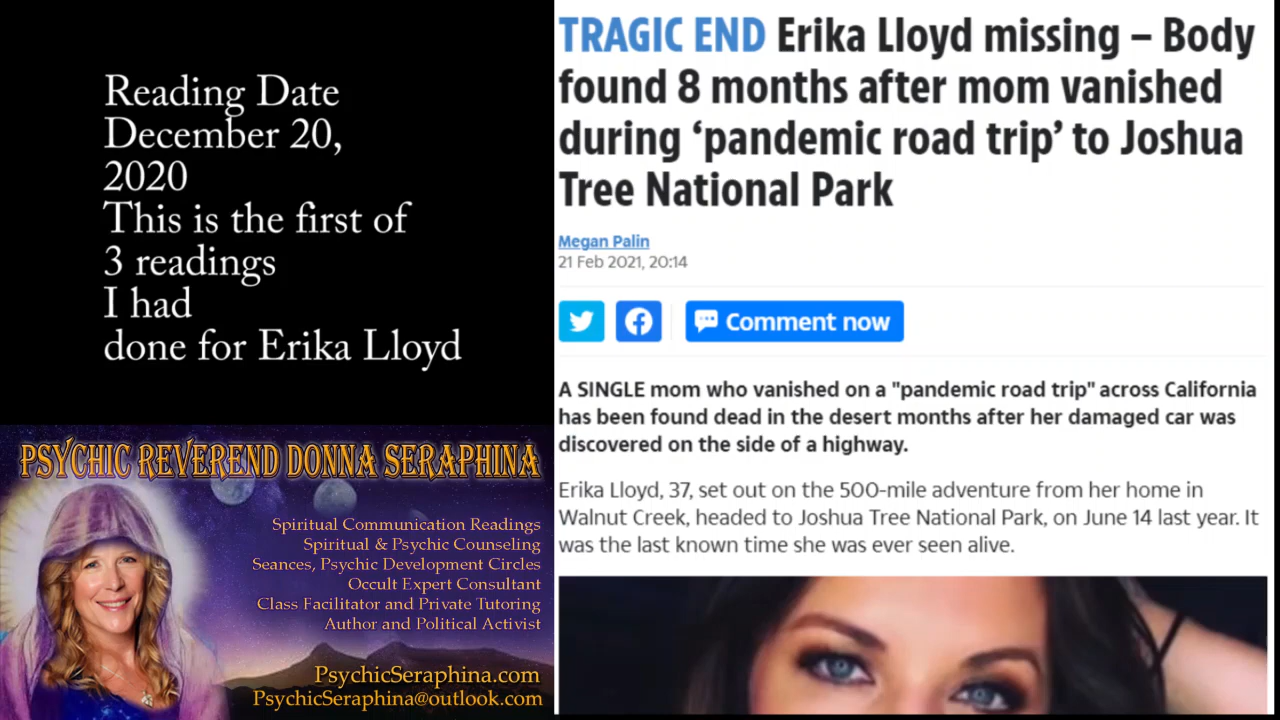 Reading Date
December 20,
2020
This is the first of
3 readings
I had
done for Erika Lloyd
PSYCHIC REVEREND DONNA SERAPHINA
Spiritual Communication Readings
Spiritual & Psychic Counseling
Seances, Psychic Development Circles
Occult Expert Consultant
Class Facilitator and Private Tutoring
Author and Political Activist
PsychicSeraphina.com
PsychicSeraphina@outlook.com
TRAGIC END Erika Lloyd missing – Body
found 8 months after mom vanished
during ‘pandemic road trip’ to Joshua
Tree National Park
Megan Palin
21 Feb 2021, 20:14
Comment now
A SINGLE mom who vanished on a "pandemic road trip" across California
has been found dead in the desert months after her damaged car was
discovered on the side of a highway.
Erika Lloyd, 37, set out on the 500-mile adventure from her home in
Walnut Creek, headed to Joshua Tree National Park, on June 14 last year. It
was the last known time she was ever seen alive.